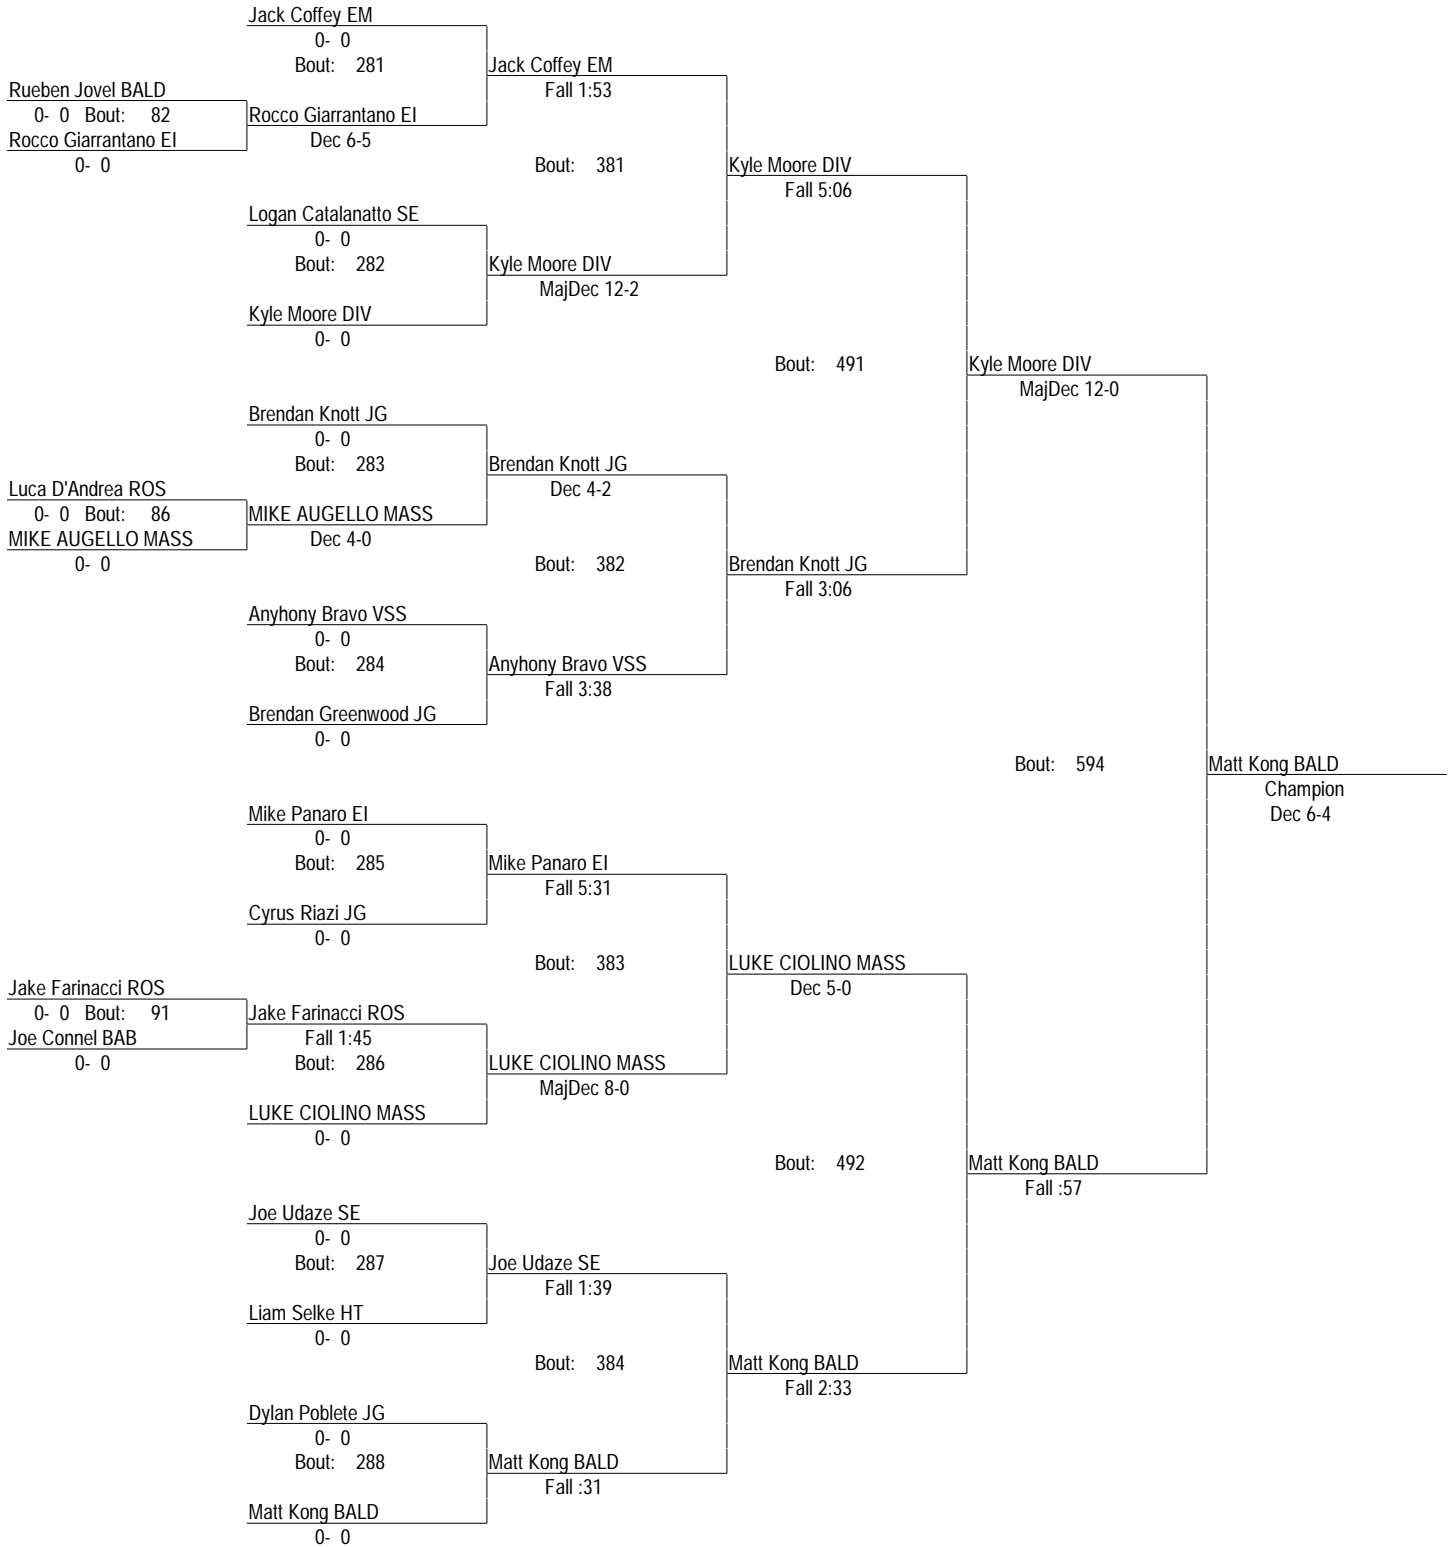 Jack Coffey EM
0- 0
Bout: 281
Jack Coffey EM
Fall 1:53
Rueben Jovel BALD
0- 0 Bout: 82
Rocco Giarrantano EI
Rocco Giarrantano EI
Dec 6-5
0- 0
Bout: 381
Kyle Moore DIV
Fall 5:06
Logan Catalanatto SE
0- 0
Bout: 282
Kyle Moore DIV
MajDec 12-2
Kyle Moore DIV
0- 0
Bout: 491
Kyle Moore DIV
MajDec 12-0
Brendan Knott JG
0- 0
Bout: 283
Brendan Knott JG
Dec 4-2
Luca D'Andrea ROS
0- 0 Bout: 86
MIKE AUGELLO MASS
MIKE AUGELLO MASS
Dec 4-0
0- 0
Bout: 382
Brendan Knott JG
Fall 3:06
Anyhony Bravo VSS
0- 0
Bout: 284
Anyhony Bravo VSS
Fall 3:38
Brendan Greenwood JG
0- 0
Bout: 594
Matt Kong BALD
Champion
Dec 6-4
Mike Panaro EI
0- 0
Bout: 285
Mike Panaro EI
Fall 5:31
Cyrus Riazi JG
0- 0
Bout: 383
LUKE CIOLINO MASS
Dec 5-0
Jake Farinacci ROS
0- 0 Bout: 91
Jake Farinacci ROS
Joe Connel BAB
Fall 1:45
0- 0
Bout: 286
LUKE CIOLINO MASS
MajDec 8-0
LUKE CIOLINO MASS
0- 0
Bout: 492
Matt Kong BALD
Fall :57
Joe Udaze SE
0- 0
Bout: 287
Joe Udaze SE
Fall 1:39
Liam Selke HT
0- 0
Bout: 384
Matt Kong BALD
Fall 2:33
Dylan Poblete JG
0- 0
Bout: 288
Matt Kong BALD
Fall :31
Matt Kong BALD
0- 0